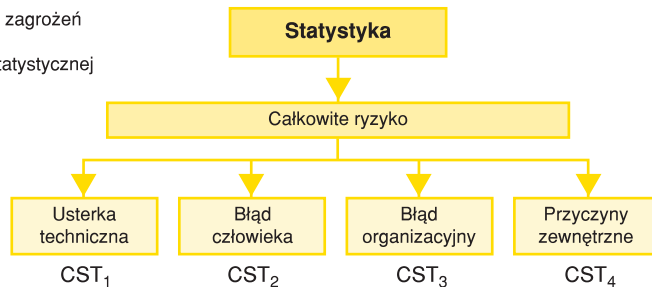 zagrożeń
tatystycznej
Statystyka
Całkowite ryzyko
Usterka
techniczna
Błąd
człowieka
Błąd
organizacyjny
Przyczyny
zewnętrzne
CST₁
CST₂
CST₃
CST₄